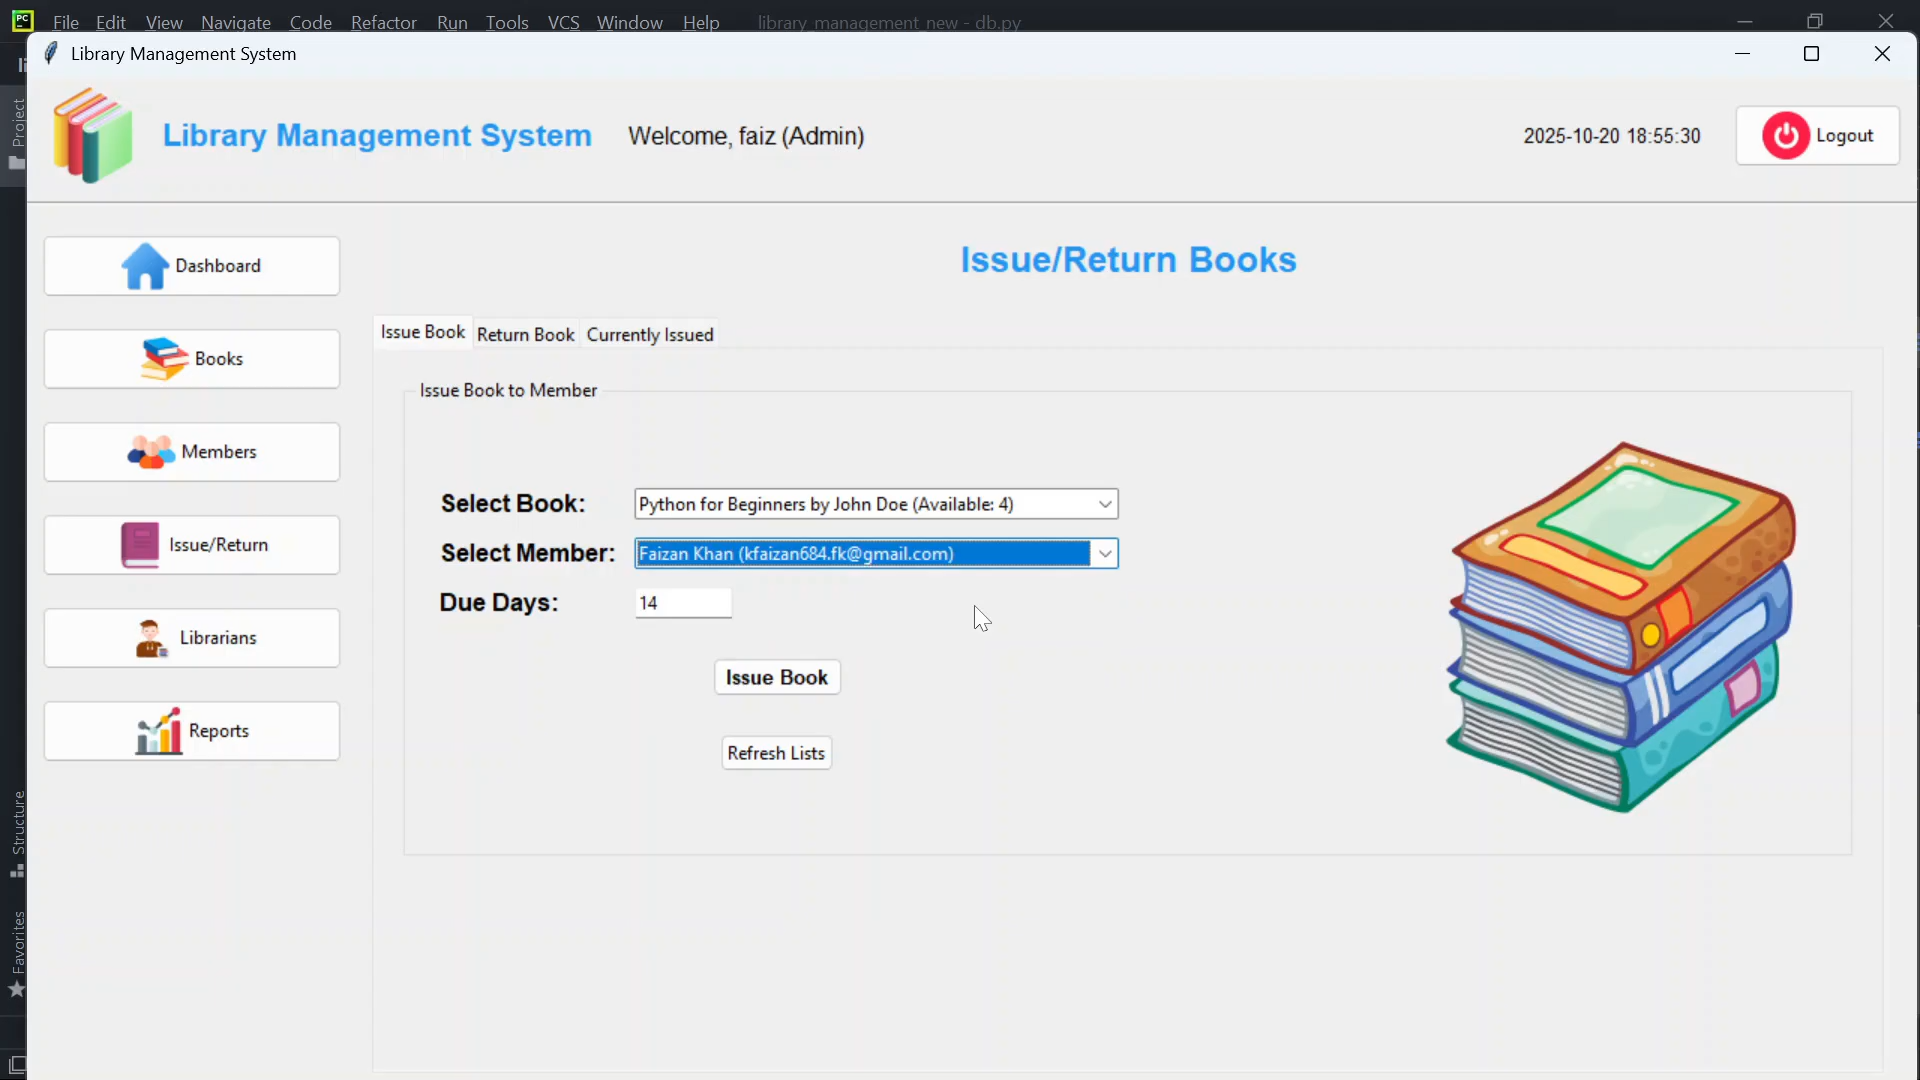 PC File Edit View Navigate Code Refactor Run Tools VCS Window Help library_management_new - db.py
Library Management System
li
Project
Library Management System Welcome, faiz (Admin) 2025-10-20 18:55:30 Logout
Dashboard
Books
Members
Issue/Return
Librarians
Reports
Structure
Favorites
Issue/Return Books
Issue Book Return Book Currently Issued
Issue Book to Member
Select Book: Python for Beginners by John Doe (Available: 4)
Select Member: Faizan Khan (kfaizan684.fk@gmail.com)
Due Days: 14
Issue Book
Refresh Lists